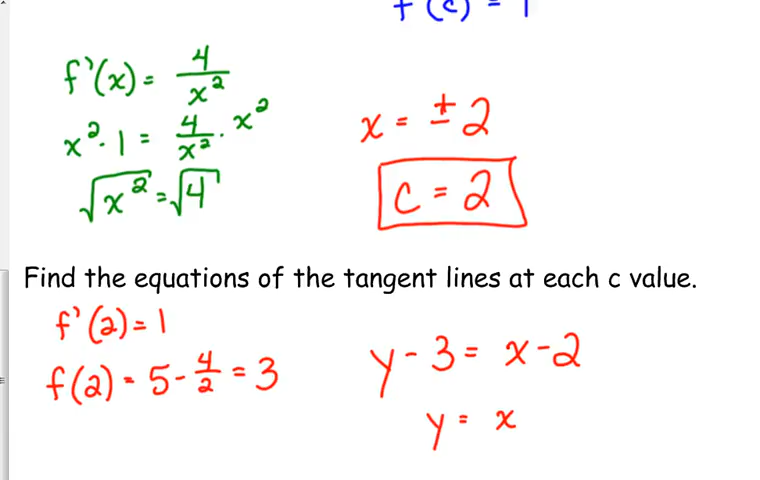 f'(c) = 1
f'(x) = 4/x²
x² · 1 = 4/x² · x²
√x² = √4
x = ± 2
c = 2
Find the equations of the tangent lines at each c value.
f'(2) = 1
f(2) = 5 - 4/2 = 3
y - 3 = x - 2
y = x